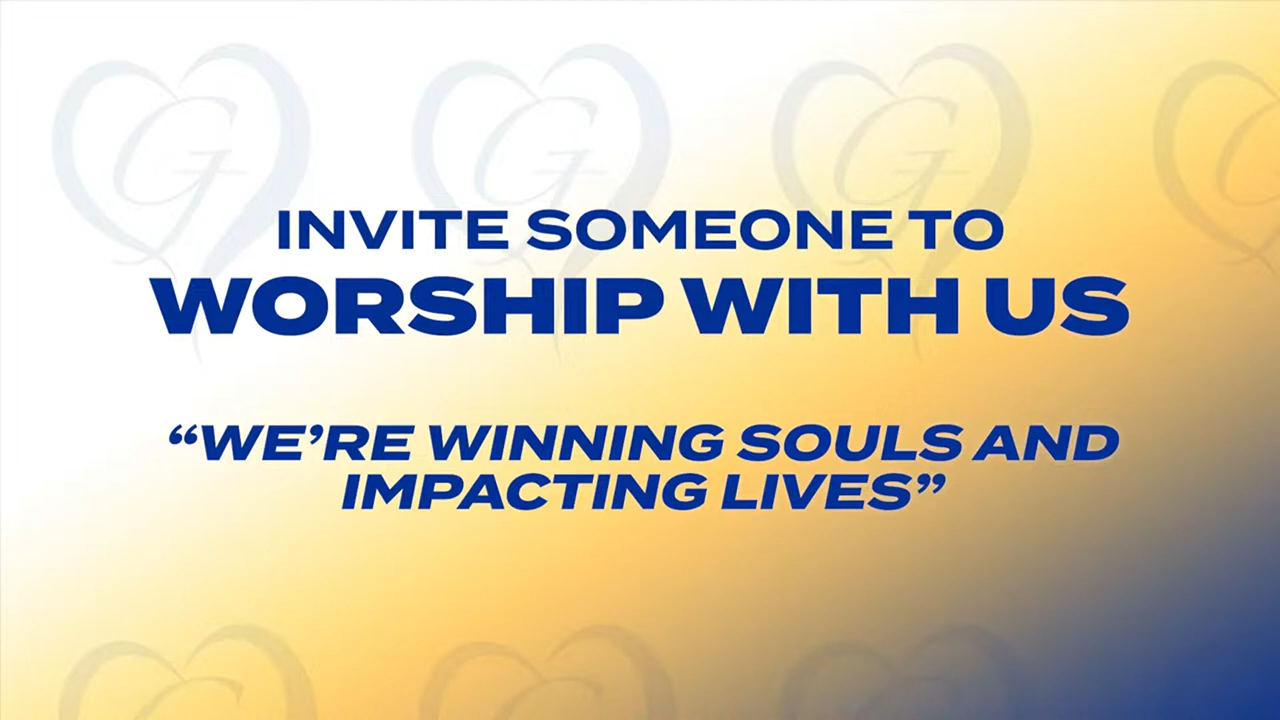 G
G
G
G
INVITE SOMEONE TO
WORSHIP WITH US
“WE’RE WINNING SOULS AND
IMPACTING LIVES”
G
G
G